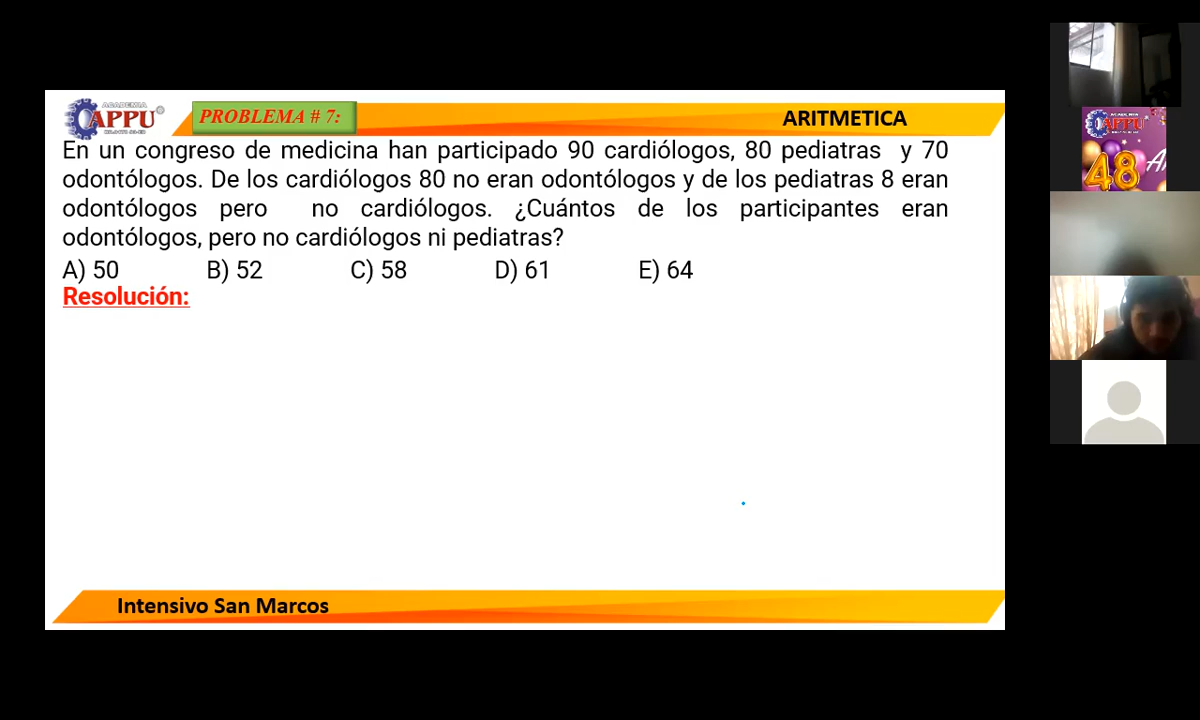 ACADEMIA
APPU
PROBLEMA # 7:
ARITMETICA
En un congreso de medicina han participado 90 cardiólogos, 80 pediatras y 70
odontólogos. De los cardiólogos 80 no eran odontólogos y de los pediatras 8 eran
odontólogos pero no cardiólogos. ¿Cuántos de los participantes eran
odontólogos, pero no cardiólogos ni pediatras?
A) 50 B) 52 C) 58 D) 61 E) 64
Resolución:
Intensivo San Marcos
APPU
48